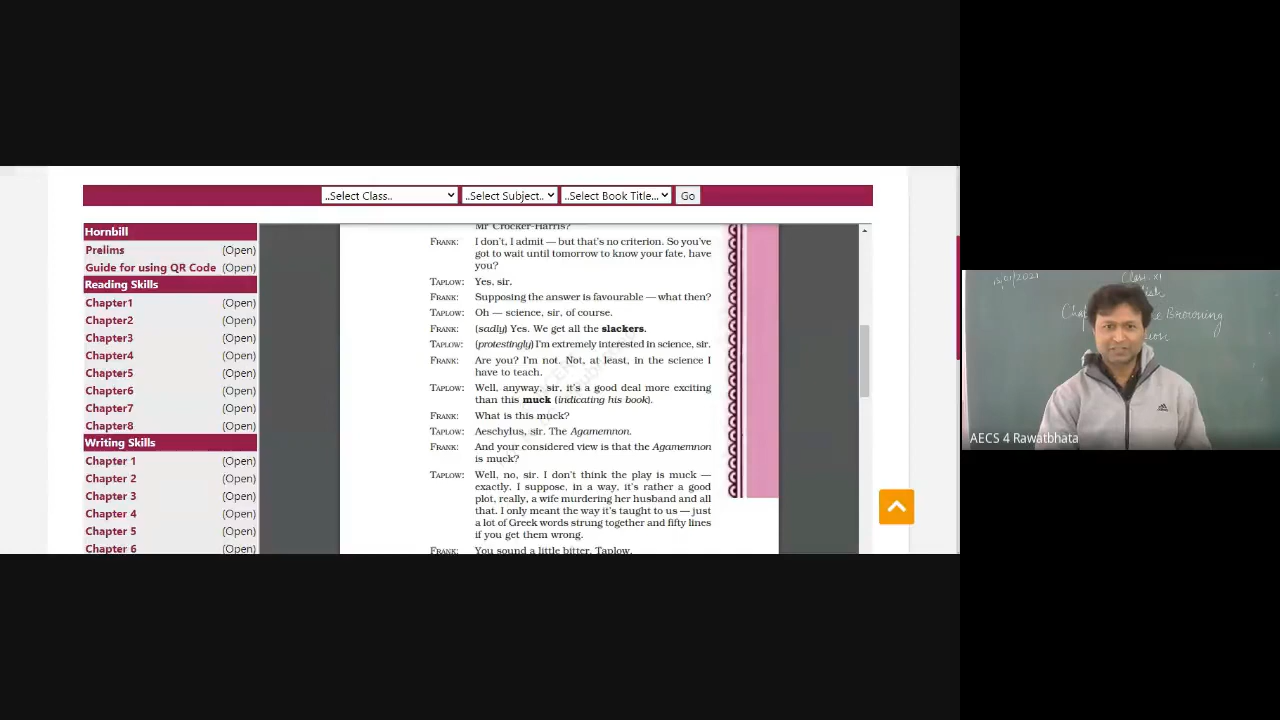 ..Select Class.. ..Select Subject.. ..Select Book Title... Go
Hornbill
Prelims (Open)
Guide for using QR Code (Open)
Reading Skills
Chapter1 (Open)
Chapter2 (Open)
Chapter3 (Open)
Chapter4 (Open)
Chapter5 (Open)
Chapter6 (Open)
Chapter7 (Open)
Chapter8 (Open)
Writing Skills
Chapter 1 (Open)
Chapter 2 (Open)
Chapter 3 (Open)
Chapter 4 (Open)
Chapter 5 (Open)
Chapter 6 (Open)
Mr Crocker-Harris?
FRANK: I don't, I admit — but that's no criterion. So you've
got to wait until tomorrow to know your fate, have
you?
TAPLOW: Yes, sir.
FRANK: Supposing the answer is favourable — what then?
TAPLOW: Oh — science, sir, of course.
FRANK: (sadly) Yes. We get all the slackers.
TAPLOW: (protestingly) I'm extremely interested in science, sir.
FRANK: Are you? I'm not. Not, at least, in the science I
have to teach.
TAPLOW: Well, anyway, sir, it's a good deal more exciting
than this muck (indicating his book).
FRANK: What is this muck?
TAPLOW: Aeschylus, sir. The Agamemnon.
FRANK: And your considered view is that the Agamemnon
is muck?
TAPLOW: Well, no, sir. I don't think the play is muck —
exactly. I suppose, in a way, it's rather a good
plot, really, a wife murdering her husband and all
that. I only meant the way it's taught to us — just
a lot of Greek words strung together and fifty lines
if you get them wrong.
FRANK: You sound a little bitter, Taplow.
Class XI
Browning
AECS 4 Rawatbhata